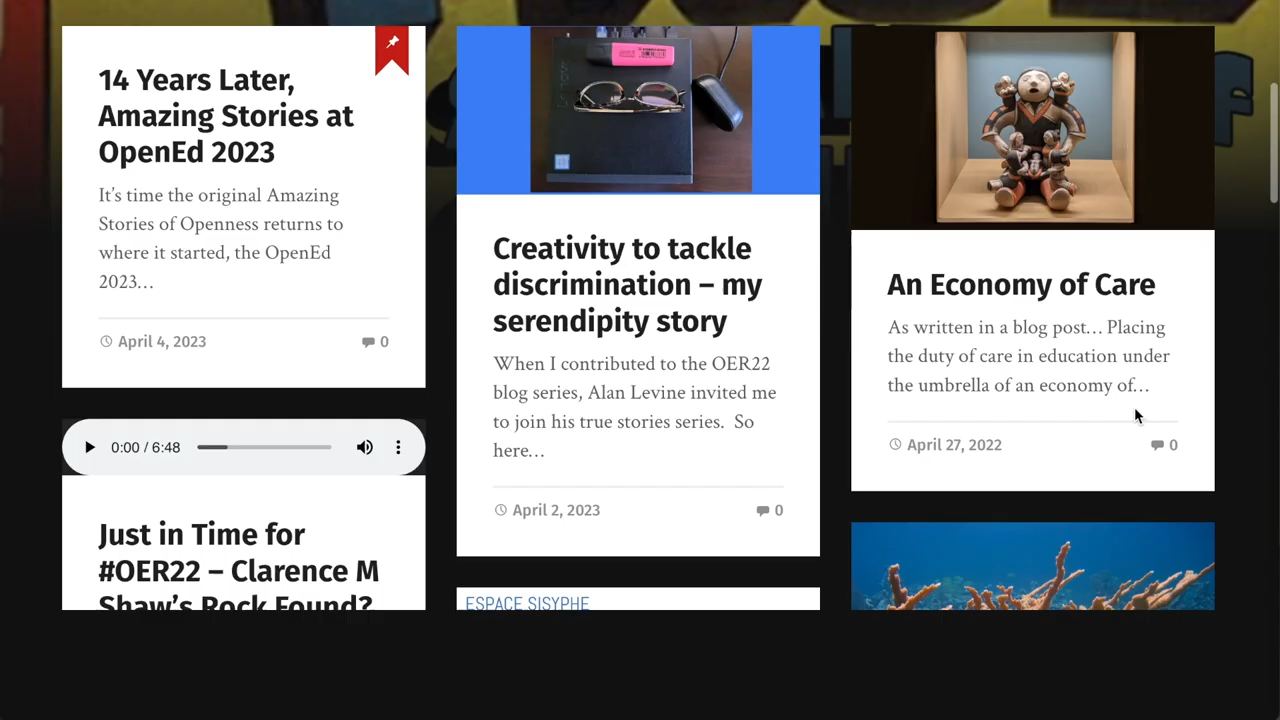 14 Years Later,
Amazing Stories at
OpenEd 2023
It’s time the original Amazing
Stories of Openness returns to
where it started, the OpenEd
2023…
April 4, 2023
0
0:00 / 6:48
Just in Time for
#OER22 – Clarence M
Shaw’s Rock Found?
Creativity to tackle
discrimination – my
serendipity story
When I contributed to the OER22
blog series, Alan Levine invited me
to join his true stories series.  So
here…
April 2, 2023
0
ESPACE SISYPHE
An Economy of Care
As written in a blog post… Placing
the duty of care in education under
the umbrella of an economy of…
April 27, 2022
0